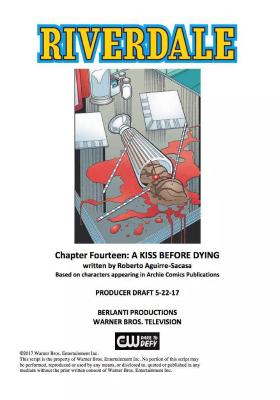 RIVERDALE
Chapter Fourteen: A KISS BEFORE DYING
written by Roberto Aguirre-Sacasa
Based on characters appearing in Archie Comics Publications
PRODUCER DRAFT 5-22-17
BERLANTI PRODUCTIONS
WARNER BROS. TELEVISION
CW DARE TO DEFY
©2017 Warner Bros. Entertainment Inc.
This script is the property of Warner Bros. Entertainment Inc. No portion of this script may
be performed, reproduced or used by any means, or disclosed to, quoted or published in any
medium without the prior written consent of Warner Bros. Entertainment Inc.